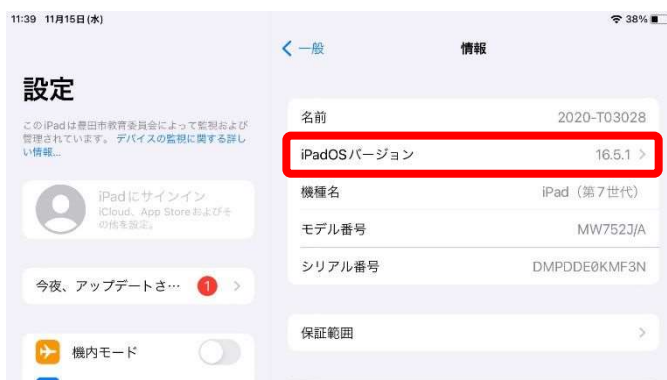 11:39 11月15日(水)
38%
設定
このiPadは豊田市教育委員会によって監視および
管理されています。デバイスの監視に関する詳し
い情報...
iPadにサインイン
iCloud、App Storeおよびそ
の他を設定。
今夜、アップデートさ… 1
機内モード
一般
情報
名前 2020-T03028
iPadOSバージョン 16.5.1
機種名 iPad（第7世代）
モデル番号 MW752J/A
シリアル番号 DMPDDE0KMF3N
保証範囲